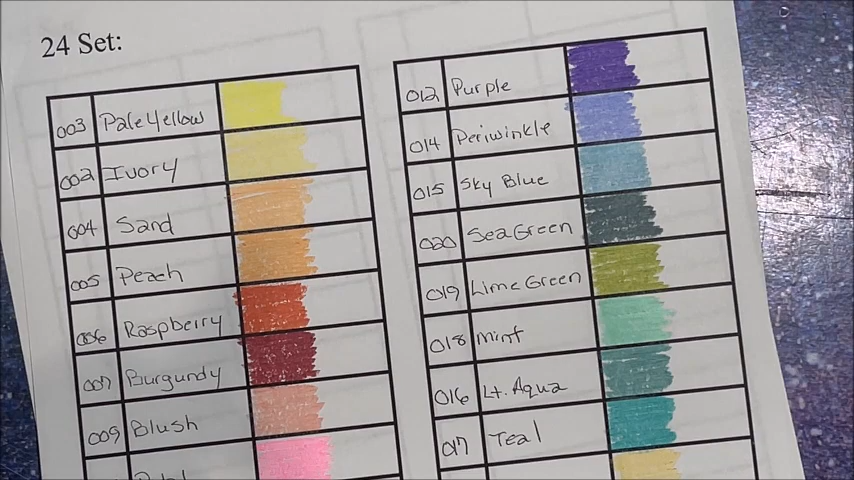 24 Set:
003 Pale Yellow
002 Ivory
004 Sand
005 Peach
006 Raspberry
007 Burgundy
009 Blush
012 Purple
014 Periwinkle
015 Sky Blue
020 Sea Green
019 Lime Green
018 Mint
016 Lt. Aqua
017 Teal